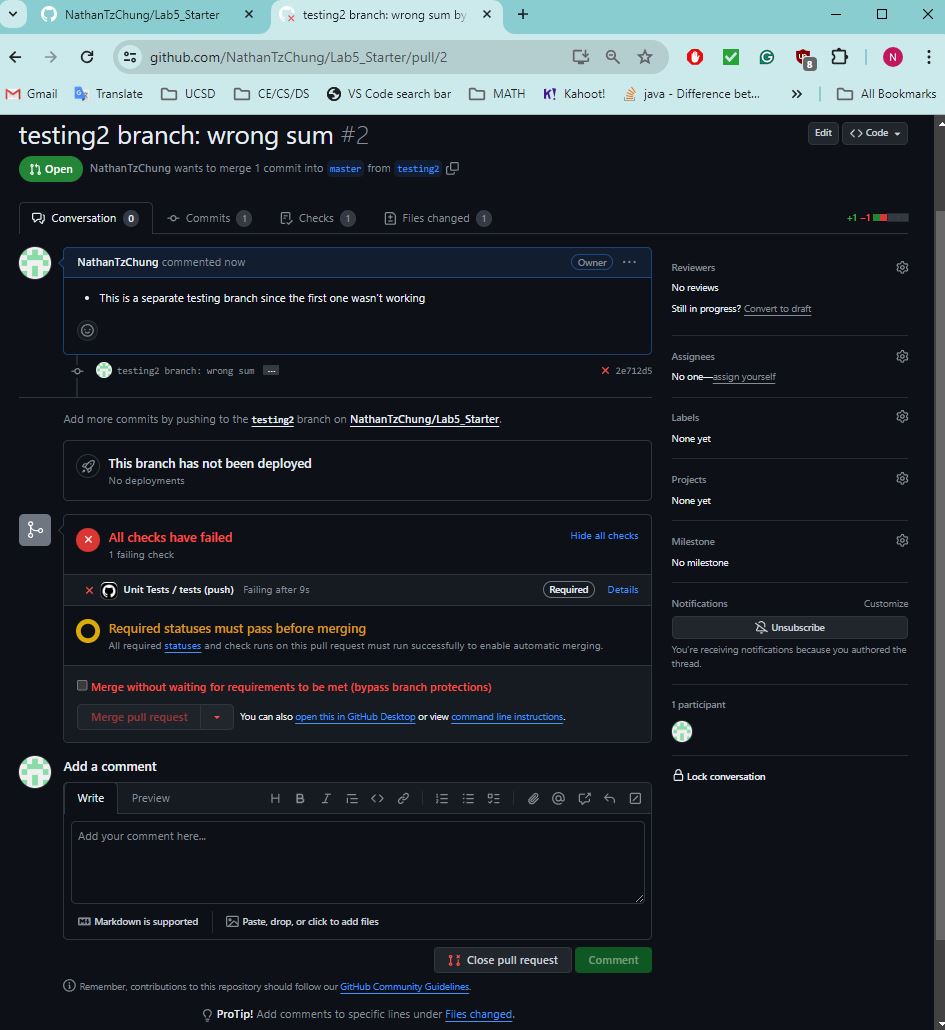 NathanTzChung/Lab5_Starter
testing2 branch: wrong sum by
github.com/NathanTzChung/Lab5_Starter/pull/2
8
N
Gmail
Translate
UCSD
CE/CS/DS
VS Code search bar
MATH
K! Kahoot!
java - Difference bet...
»
All Bookmarks
testing2 branch: wrong sum #2
Edit
<> Code
Open
NathanTzChung wants to merge 1 commit into master from testing2
Conversation 0
Commits 1
Checks 1
Files changed 1
+1 −1
NathanTzChung commented now
Owner
...
• This is a separate testing branch since the first one wasn't working
testing2 branch: wrong sum ...
2e712d5
Add more commits by pushing to the testing2 branch on NathanTzChung/Lab5_Starter.
This branch has not been deployed
No deployments
All checks have failed
Hide all checks
1 failing check
Unit Tests / tests (push) Failing after 9s
Required
Details
Required statuses must pass before merging
All required statuses and check runs on this pull request must run successfully to enable automatic merging.
Merge without waiting for requirements to be met (bypass branch protections)
Merge pull request
You can also open this in GitHub Desktop or view command line instructions.
Add a comment
Write
Preview
H B I
Add your comment here...
Markdown is supported
Paste, drop, or click to add files
Close pull request
Comment
Remember, contributions to this repository should follow our GitHub Community Guidelines.
ProTip! Add comments to specific lines under Files changed.
Reviewers
No reviews
Still in progress? Convert to draft
Assignees
No one—assign yourself
Labels
None yet
Projects
None yet
Milestone
No milestone
Notifications
Customize
Unsubscribe
You're receiving notifications because you authored the
thread.
1 participant
Lock conversation